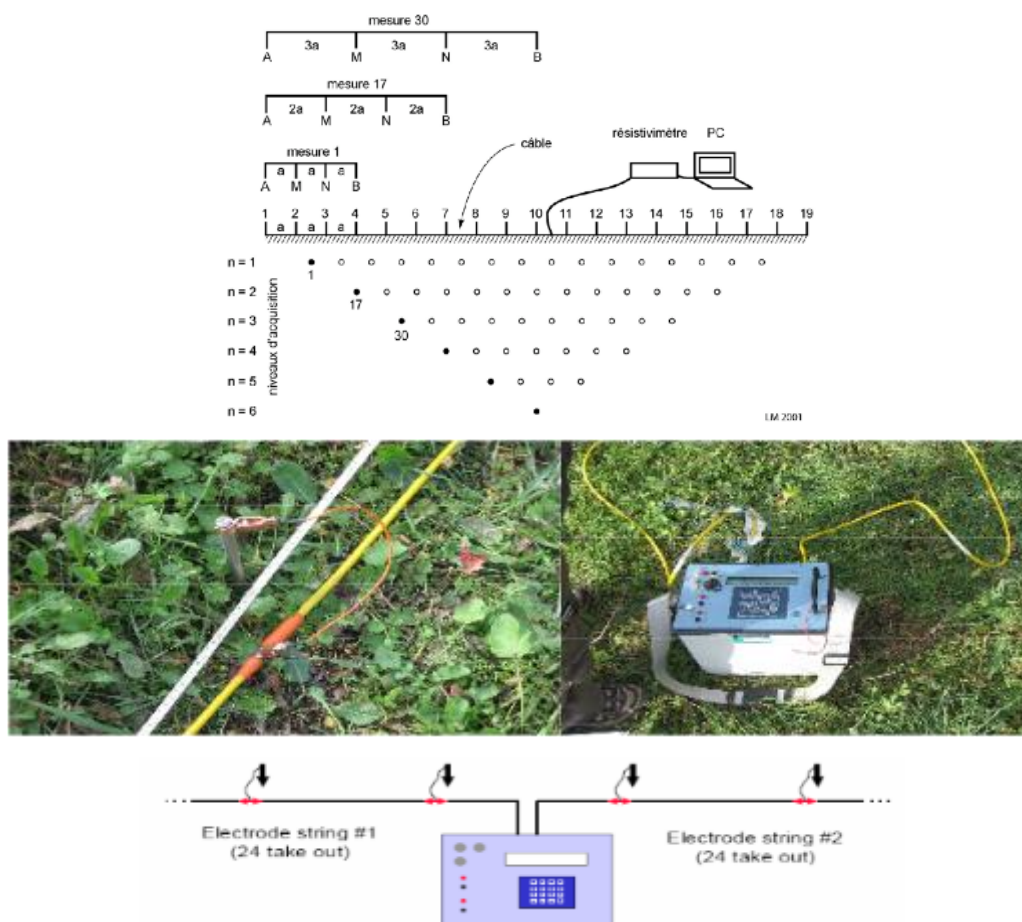 mesure 30
3a 3a 3a
A M N B
mesure 17
2a 2a 2a
A M N B
résistivimètre PC
câble
mesure 1
a a a
A M N B
1 2 3 4 5 6 7 8 9 10 11 12 13 14 15 16 17 18 19
a a a
n = 1
1
n = 2
17
n = 3
30
n = 4
n = 5
n = 6
niveaux d'acquisition
LM 2001
Electrode string #1
(24 take out)
Electrode string #2
(24 take out)